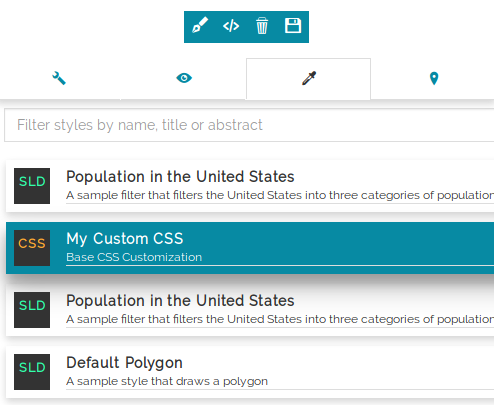 Filter styles by name, title or abstract
SLD
Population in the United States
A sample filter that filters the United States into three categories of population
CSS
My Custom CSS
Base CSS Customization
SLD
Population in the United States
A sample filter that filters the United States into three categories of population
SLD
Default Polygon
A sample style that draws a polygon